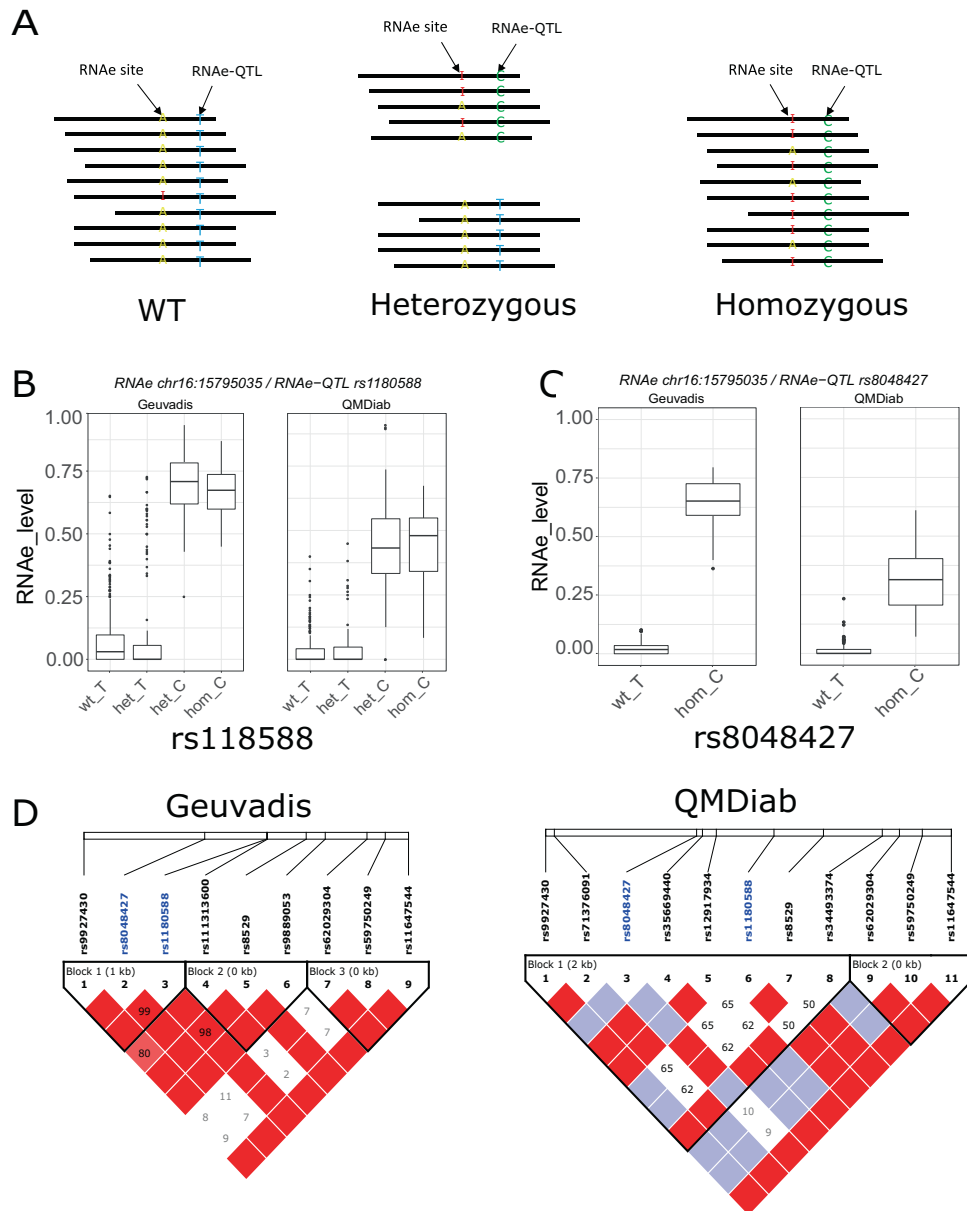 A
RNAe site
RNAe-QTL
RNAe site
RNAe-QTL
RNAe site
RNAe-QTL
A T
A T
A T
A T
A T
I T
A T
A T
A T
A T
I C
I C
A C
I C
A C
A T
A T
A T
A T
A T
I C
I C
A C
I C
A C
I C
I C
I C
A C
I C
WT
Heterozygous
Homozygous
B
RNAe chr16:15795035 / RNAe−QTL rs1180588
Geuvadis
QMDiab
RNAe_level
1.00
0.75
0.50
0.25
0.00
wt_T
het_T
het_C
hom_C
wt_T
het_T
het_C
hom_C
rs118588
C
RNAe chr16:15795035 / RNAe−QTL rs8048427
Geuvadis
QMDiab
RNAe_level
1.00
0.75
0.50
0.25
0.00
wt_T
hom_C
wt_T
hom_C
rs8048427
D
Geuvadis
rs9927430
rs8048427
rs1180588
rs111313600
rs8529
rs9889053
rs62029304
rs59750249
rs11647544
Block 1 (1 kb)
Block 2 (0 kb)
Block 3 (0 kb)
1 2 3 4 5 6 7 8 9
99
7
98
7
80
3
2
11
8
7
9
QMDiab
rs9927430
rs71376091
rs8048427
rs35669440
rs12917934
rs1180588
rs8529
rs34493374
rs62029304
rs59750249
rs11647544
Block 1 (2 kb)
Block 2 (0 kb)
1 2 3 4 5 6 7 8 9 10 11
65
50
65
62
50
62
65
62
10
9